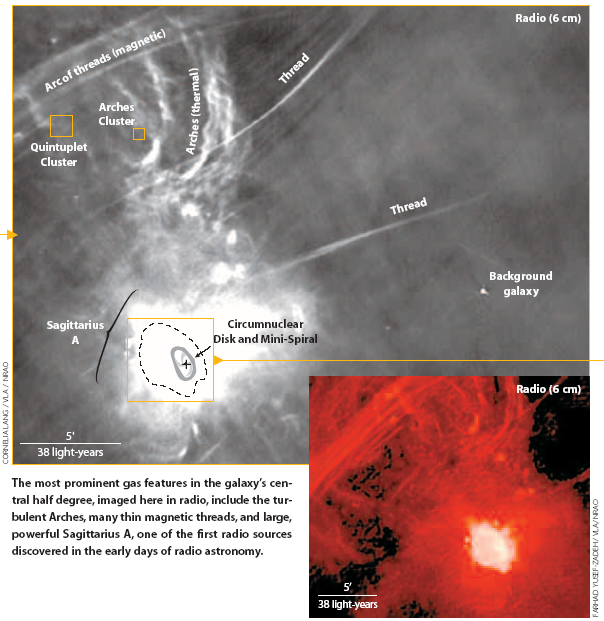 Radio (6 cm)
Arc of threads (magnetic)
Arches (thermal)
Thread
Arches
Cluster
Quintuplet
Cluster
Thread
Background
galaxy
Sagittarius
A
Circumnuclear
Disk and Mini-Spiral
5'
38 light-years
CORNELIA LANG / VLA / NRAO
Radio (6 cm)
5'
38 light-years
FARHAD YUSEF-ZADEH / VLA / NRAO
The most prominent gas features in the galaxy's cen-
tral half degree, imaged here in radio, include the tur-
bulent Arches, many thin magnetic threads, and large,
powerful Sagittarius A, one of the first radio sources
discovered in the early days of radio astronomy.